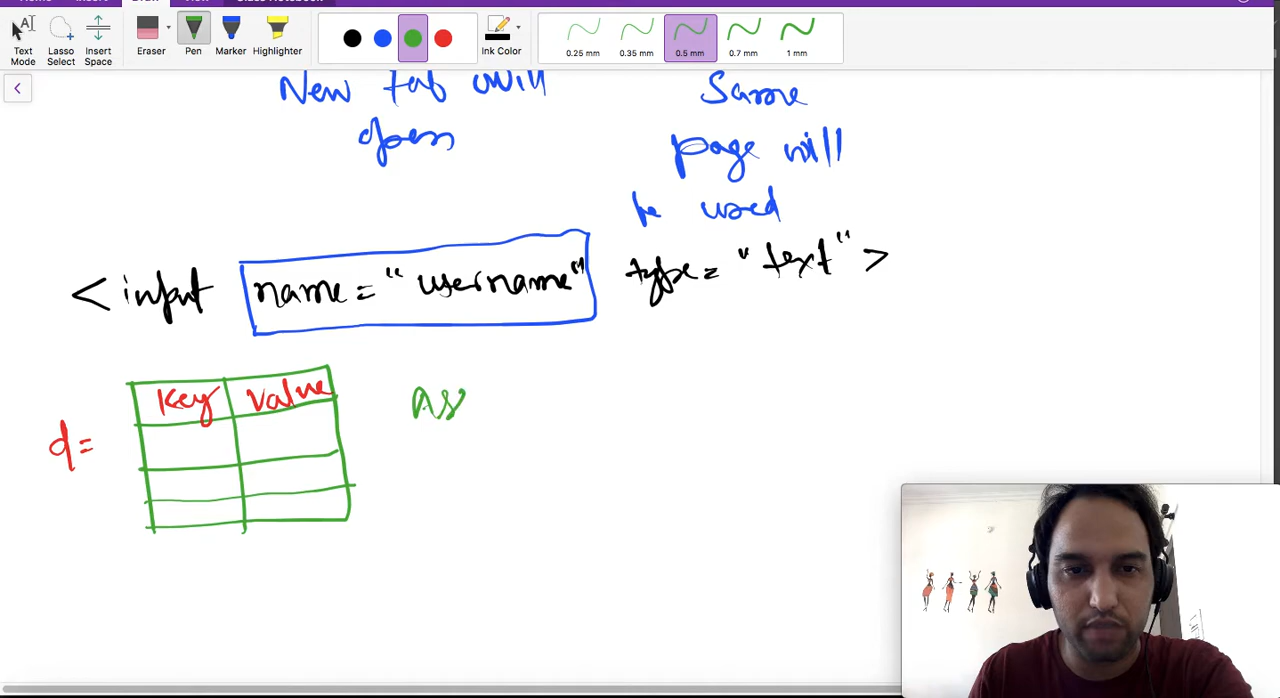 Text Mode
Lasso Select
Insert Space
Eraser
Pen
Marker
Highlighter
Ink Color
0.25 mm
0.35 mm
0.5 mm
0.7 mm
1 mm
New tab will
open
Same
page will
be used
<input name="username" type="text">
Key Value
d=
AS